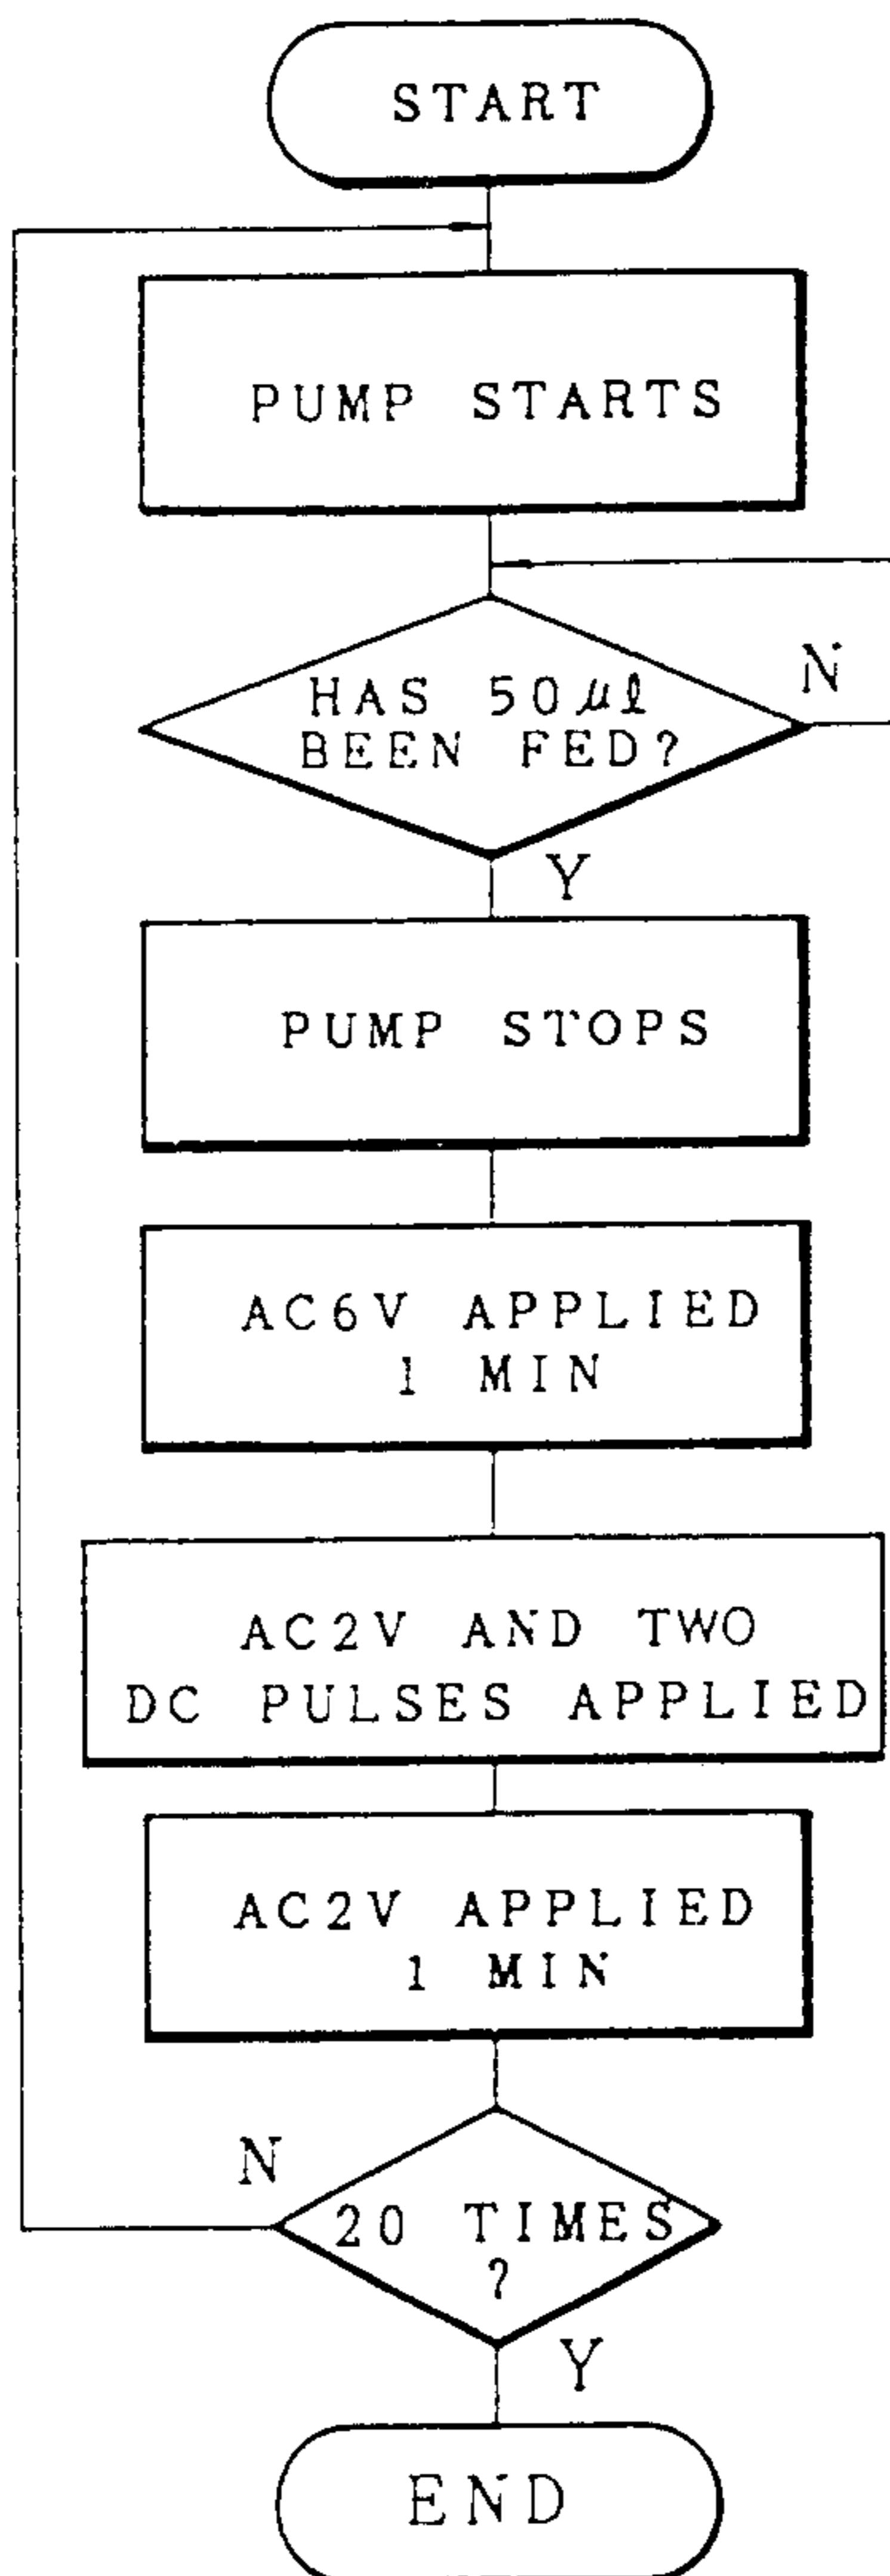 START
PUMP STARTS
HAS 50μl
BEEN FED?
N
Y
PUMP STOPS
AC6V APPLIED
1 MIN
AC2V AND TWO
DC PULSES APPLIED
AC2V APPLIED
1 MIN
N
20 TIMES
?
Y
END